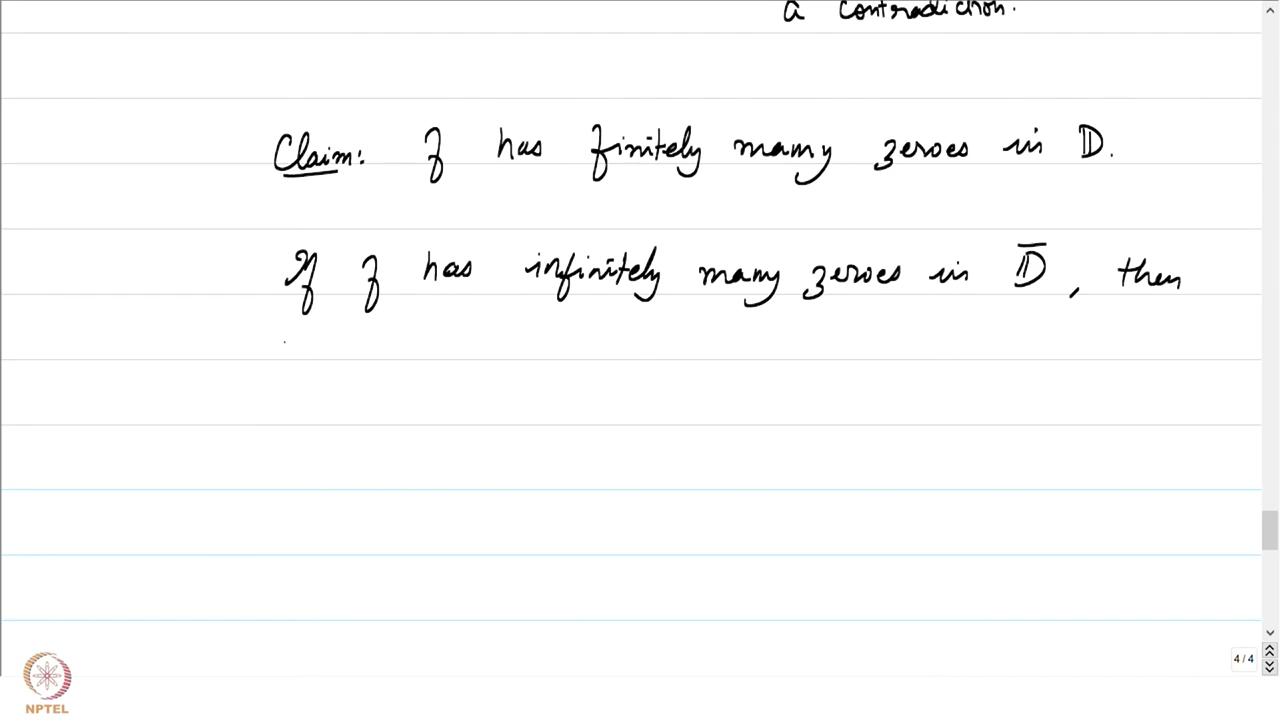 a contradiction.
Claim: f has finitely many zeroes in 𝔻.
If f has infinitely many zeroes in 𝔻̅, then
4 / 4
NPTEL